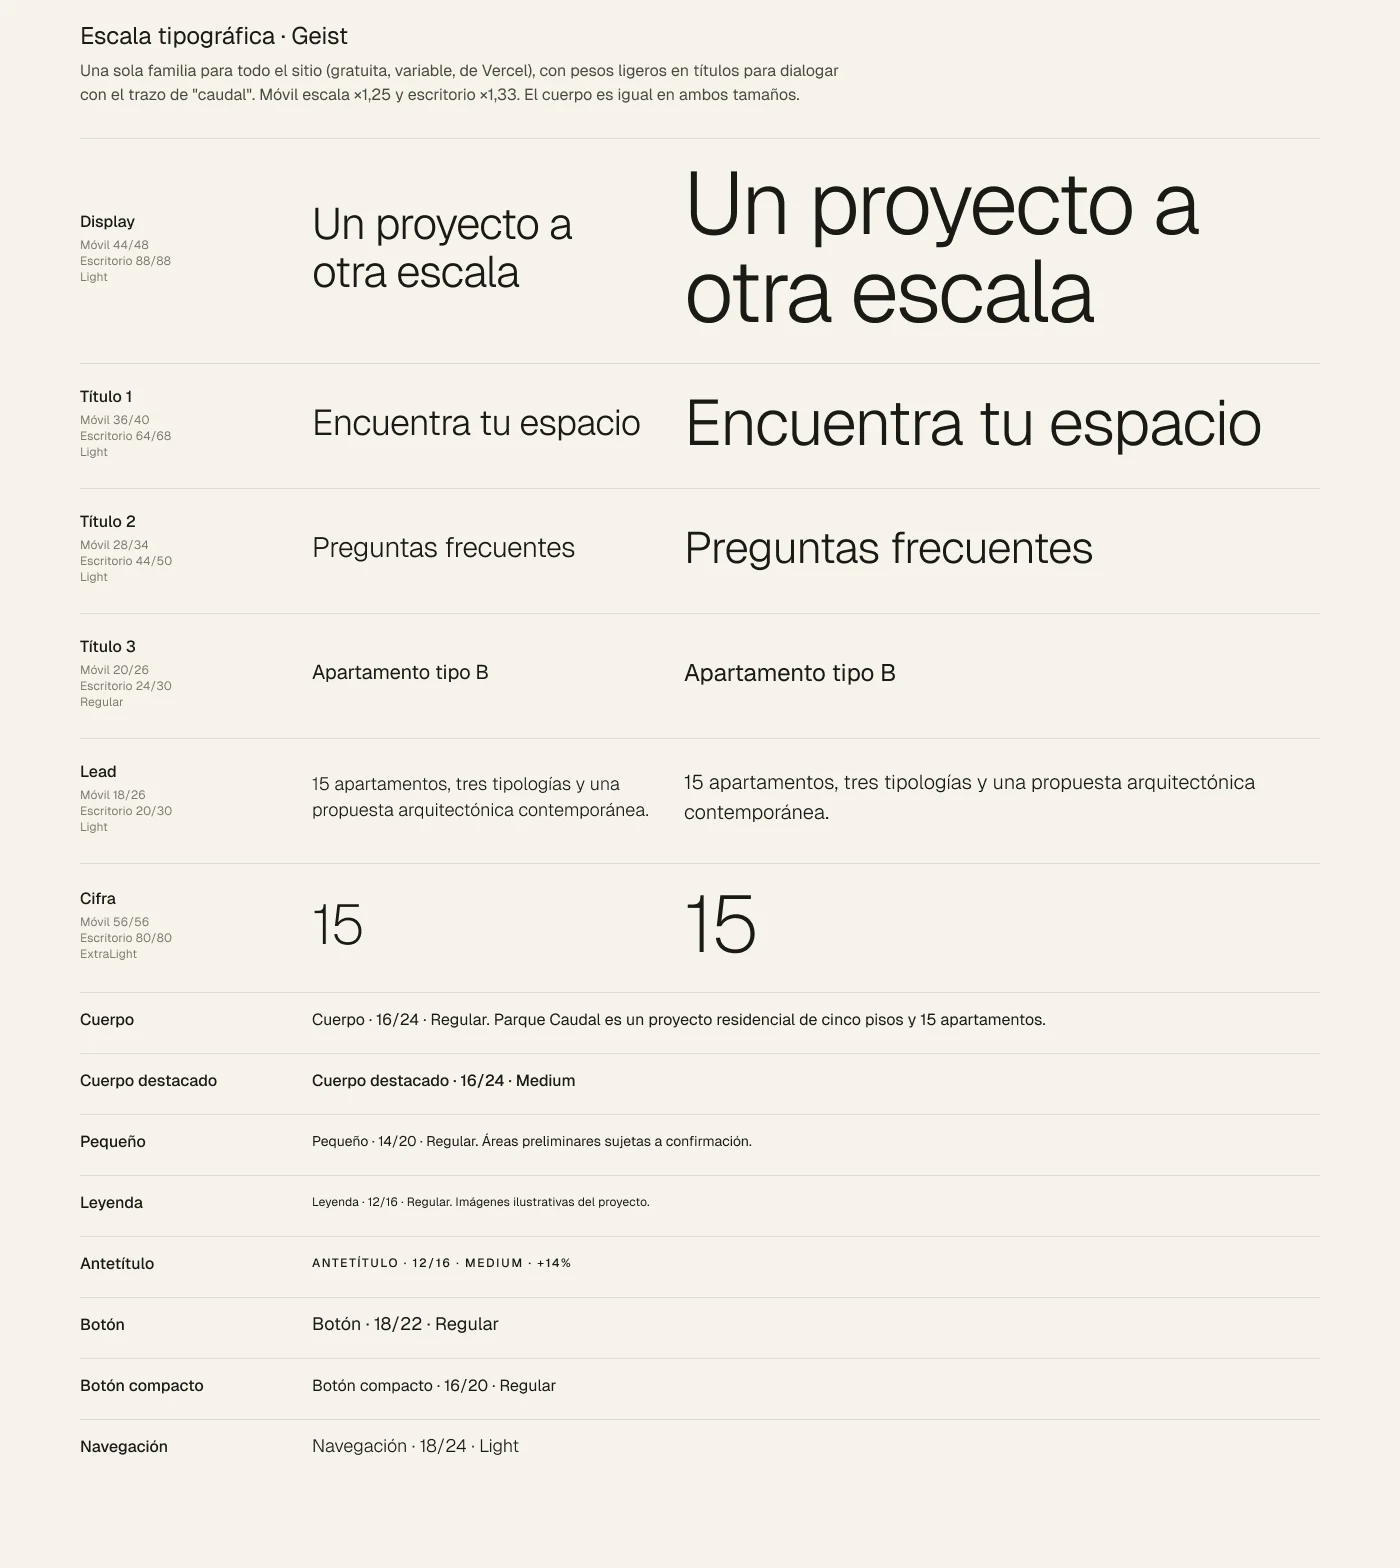 Escala tipográfica · Geist
Una sola familia para todo el sitio (gratuita, variable, de Vercel), con pesos ligeros en títulos para dialogar
con el trazo de "caudal". Móvil escala ×1,25 y escritorio ×1,33. El cuerpo es igual en ambos tamaños.
Display
Móvil 44/48
Escritorio 88/88
Light
Un proyecto a
otra escala
Un proyecto a
otra escala
Título 1
Móvil 36/40
Escritorio 64/68
Light
Encuentra tu espacio
Encuentra tu espacio
Título 2
Móvil 28/34
Escritorio 44/50
Light
Preguntas frecuentes
Preguntas frecuentes
Título 3
Móvil 20/26
Escritorio 24/30
Regular
Apartamento tipo B
Apartamento tipo B
Lead
Móvil 18/26
Escritorio 20/30
Light
15 apartamentos, tres tipologías y una
propuesta arquitectónica contemporánea.
15 apartamentos, tres tipologías y una propuesta arquitectónica
contemporánea.
Cifra
Móvil 56/56
Escritorio 80/80
ExtraLight
15
15
Cuerpo
Cuerpo · 16/24 · Regular. Parque Caudal es un proyecto residencial de cinco pisos y 15 apartamentos.
Cuerpo destacado
Cuerpo destacado · 16/24 · Medium
Pequeño
Pequeño · 14/20 · Regular. Áreas preliminares sujetas a confirmación.
Leyenda
Leyenda · 12/16 · Regular. Imágenes ilustrativas del proyecto.
Antetítulo
ANTETÍTULO · 12/16 · MEDIUM · +14%
Botón
Botón · 18/22 · Regular
Botón compacto
Botón compacto · 16/20 · Regular
Navegación
Navegación · 18/24 · Light